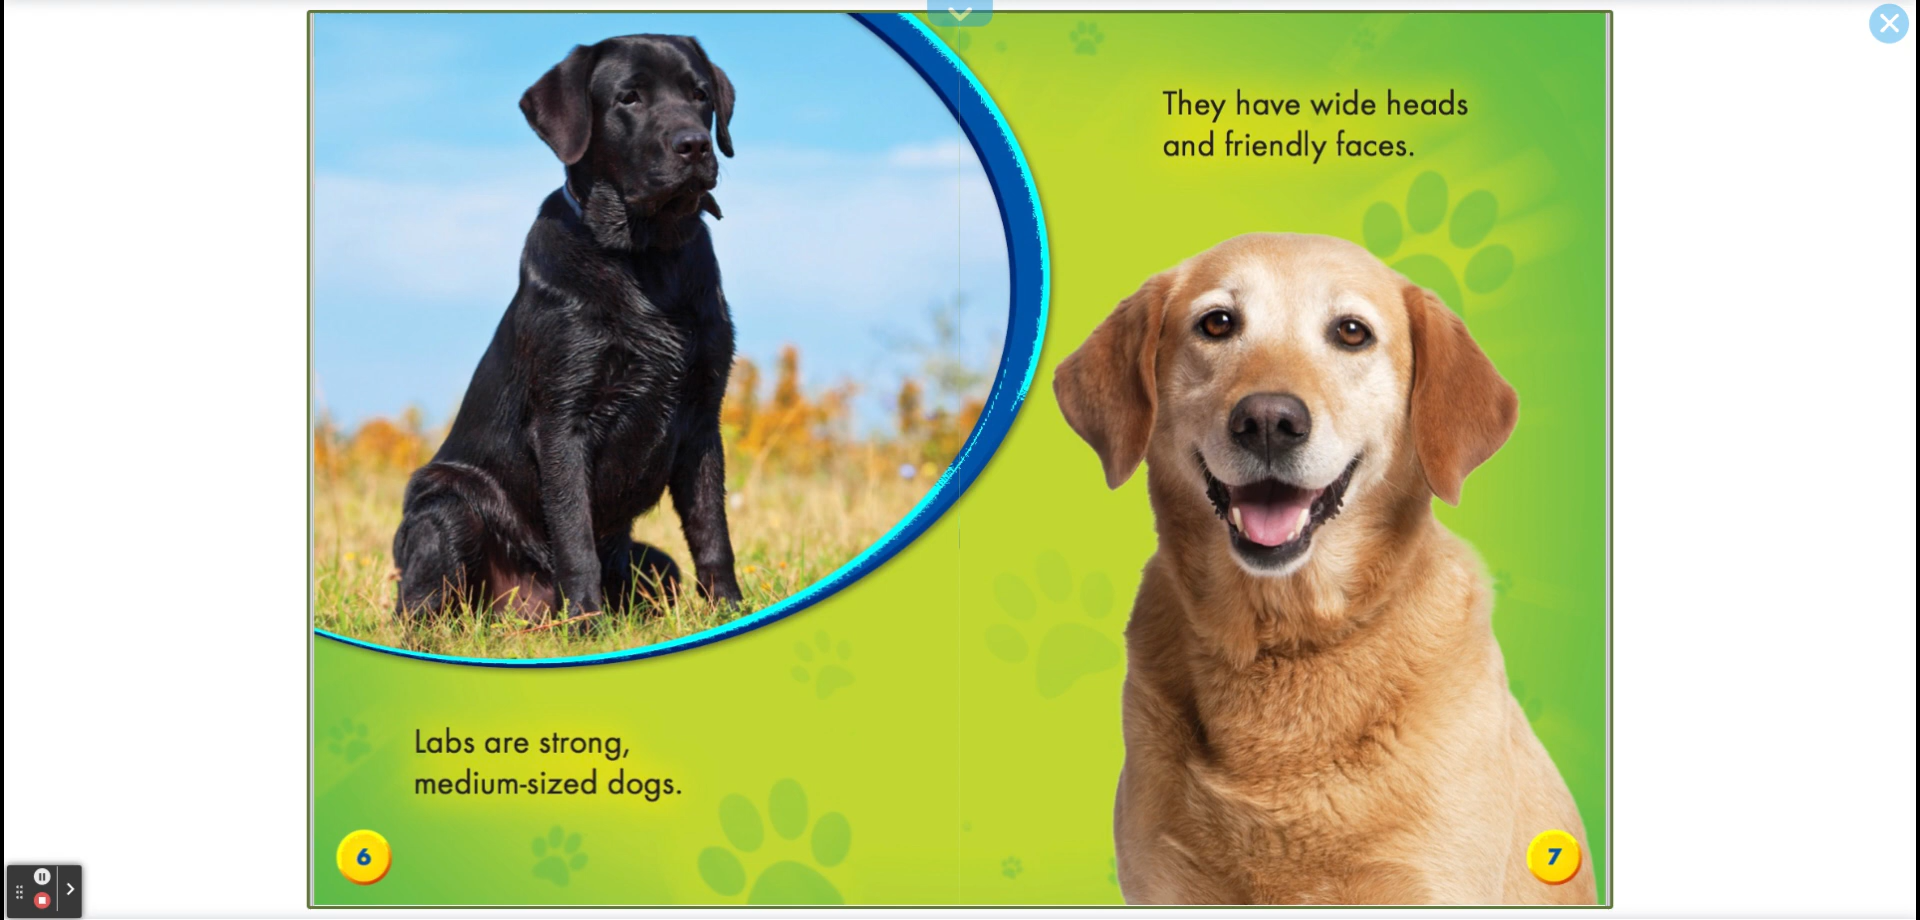 Labs are strong,
medium-sized dogs.
6
They have wide heads
and friendly faces.
7